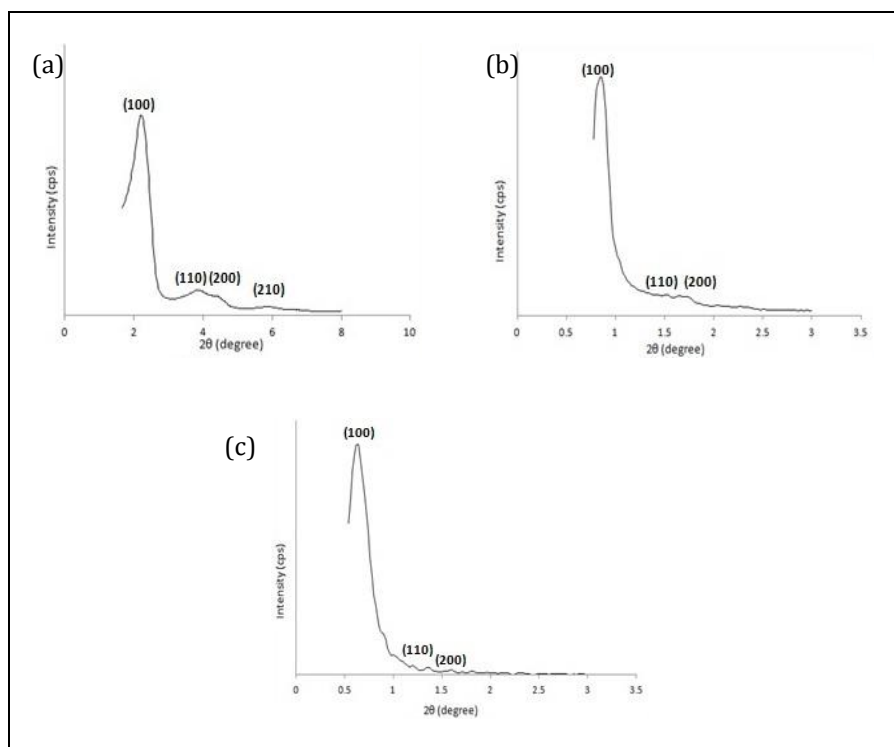 (a)
(100)
(110) (200)
(210)
Intensity (cps)
0 2 4 6 8 10
2θ (degree)
(b)
(100)
(110) (200)
Intensity (cps)
0 0.5 1 1.5 2 2.5 3 3.5
2θ (degree)
(c)
(100)
(110)
(200)
Intensity (cps)
0 0.5 1 1.5 2 2.5 3 3.5
2θ (degree)